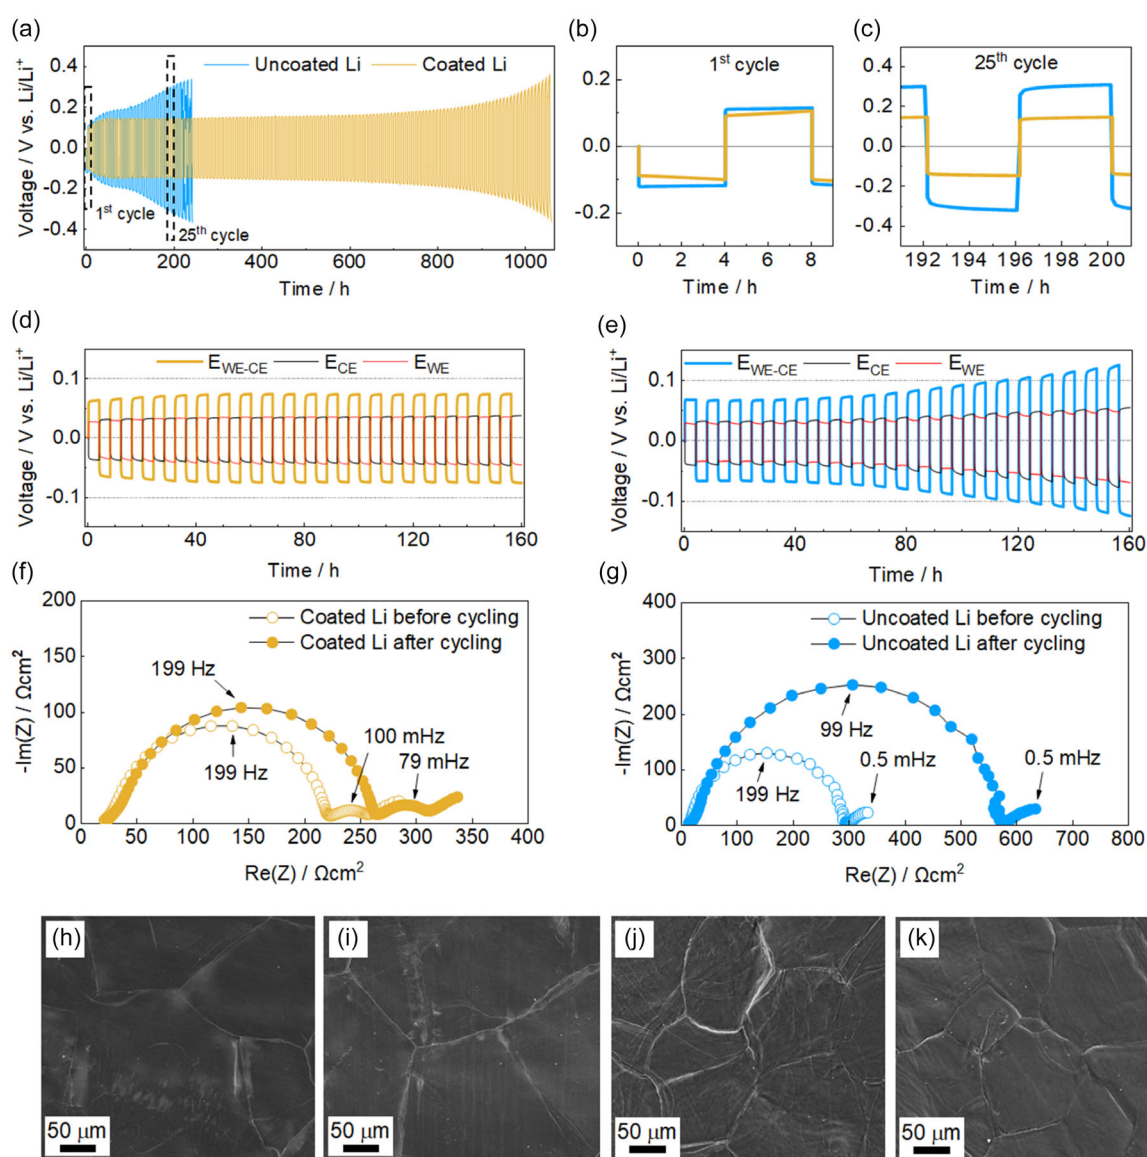 (a)
0.4
0.2
0.0
-0.2
-0.4
Voltage / V vs. Li/Li⁺
Uncoated Li
Coated Li
1ˢᵗ cycle
25ᵗʰ cycle
0 200 400 600 800 1000
Time / h
(b)
0.2
0.0
-0.2
1ˢᵗ cycle
0 2 4 6 8
Time / h
(c)
0.4
0.2
0.0
-0.2
-0.4
25ᵗʰ cycle
192 194 196 198 200
Time / h
(d)
0.1
0.0
-0.1
Voltage / V vs. Li/Li⁺
E_WE-CE E_CE E_WE
0 40 80 120 160
Time / h
(e)
0.1
0.0
-0.1
Voltage / V vs. Li/Li⁺
E_WE-CE E_CE E_WE
0 40 80 120 160
Time / h
(f)
200
150
100
50
0
-Im(Z) / Ωcm²
Coated Li before cycling
Coated Li after cycling
199 Hz
199 Hz
100 mHz
79 mHz
0 50 100 150 200 250 300 350 400
Re(Z) / Ωcm²
(g)
400
300
200
100
0
-Im(Z) / Ωcm²
Uncoated Li before cycling
Uncoated Li after cycling
99 Hz
199 Hz
0.5 mHz
0.5 mHz
0 100 200 300 400 500 600 700 800
Re(Z) / Ωcm²
(h)
50 μm
(i)
50 μm
(j)
50 μm
(k)
50 μm